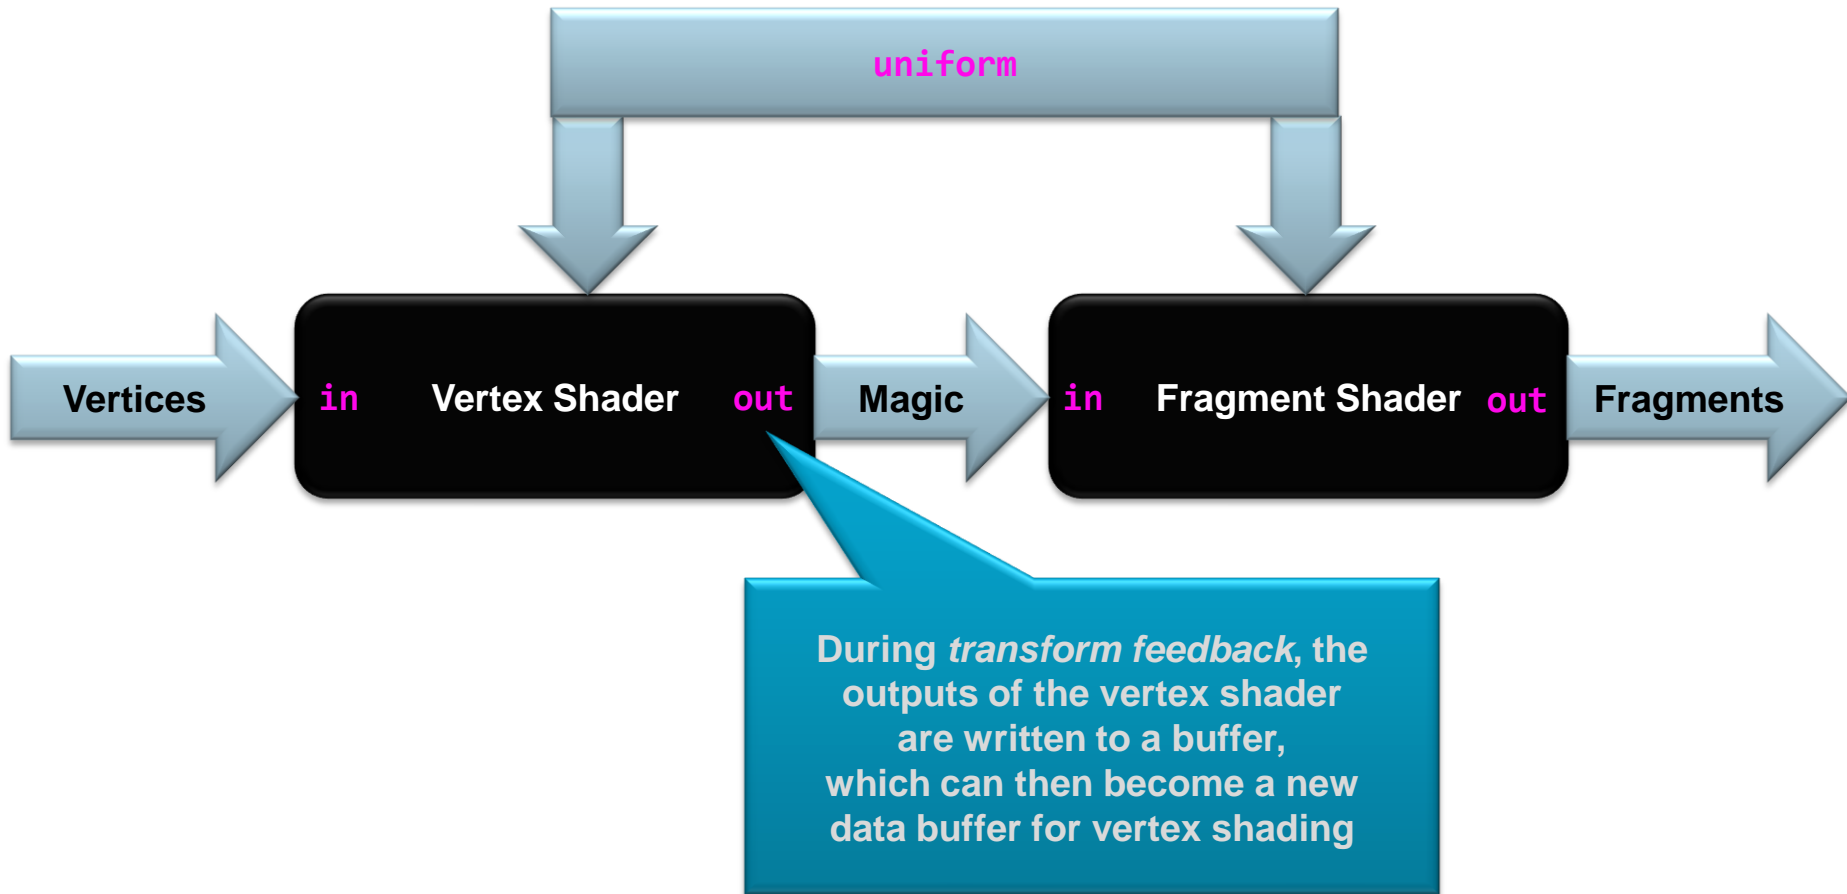 uniform
Vertices
in
Vertex Shader
out
Magic
in
Fragment Shader
out
Fragments
During transform feedback, the
outputs of the vertex shader
are written to a buffer,
which can then become a new
data buffer for vertex shading